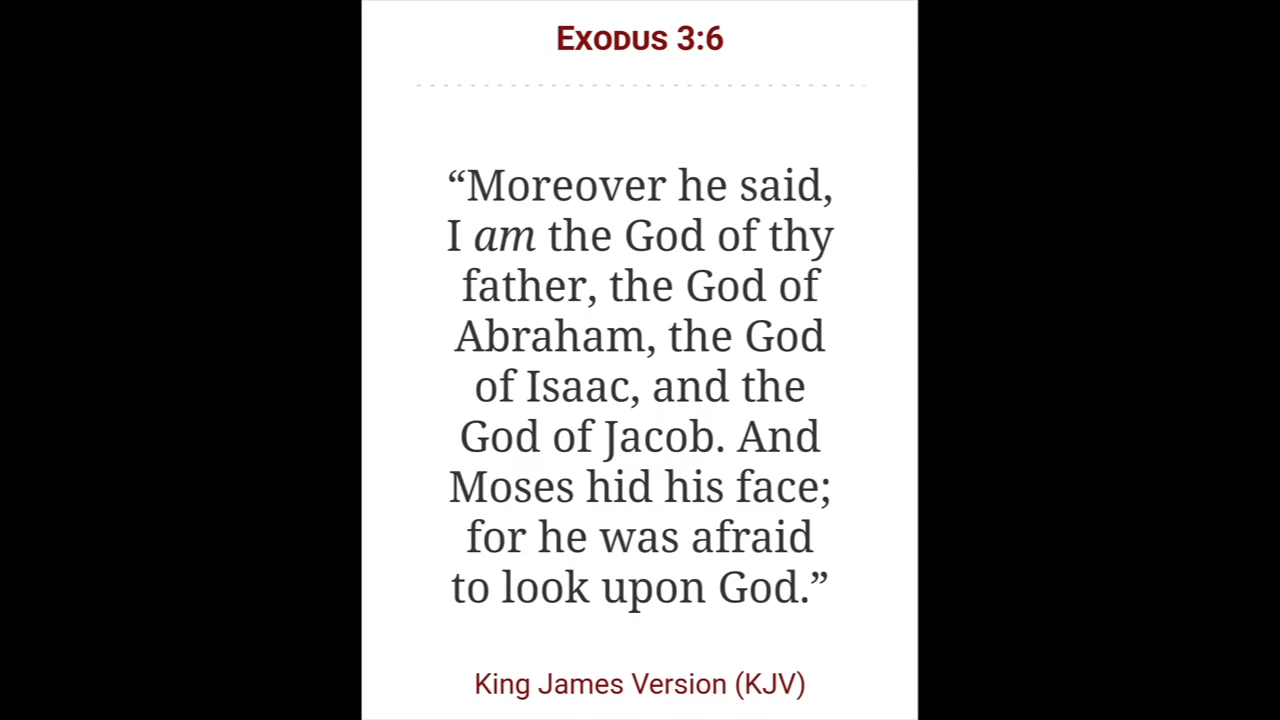 Exodus 3:6
“Moreover he said,
I am the God of thy
father, the God of
Abraham, the God
of Isaac, and the
God of Jacob. And
Moses hid his face;
for he was afraid
to look upon God.”
King James Version (KJV)